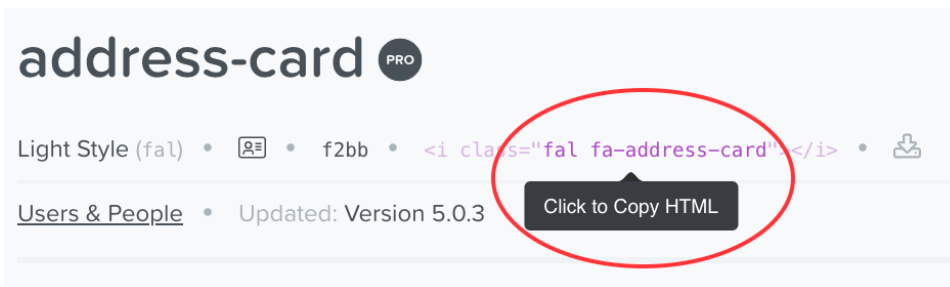 address-card PRO
Light Style (fal) • • f2bb • <i class="fal fa-address-card"></i> •
Users & People • Updated: Version 5.0.3
Click to Copy HTML